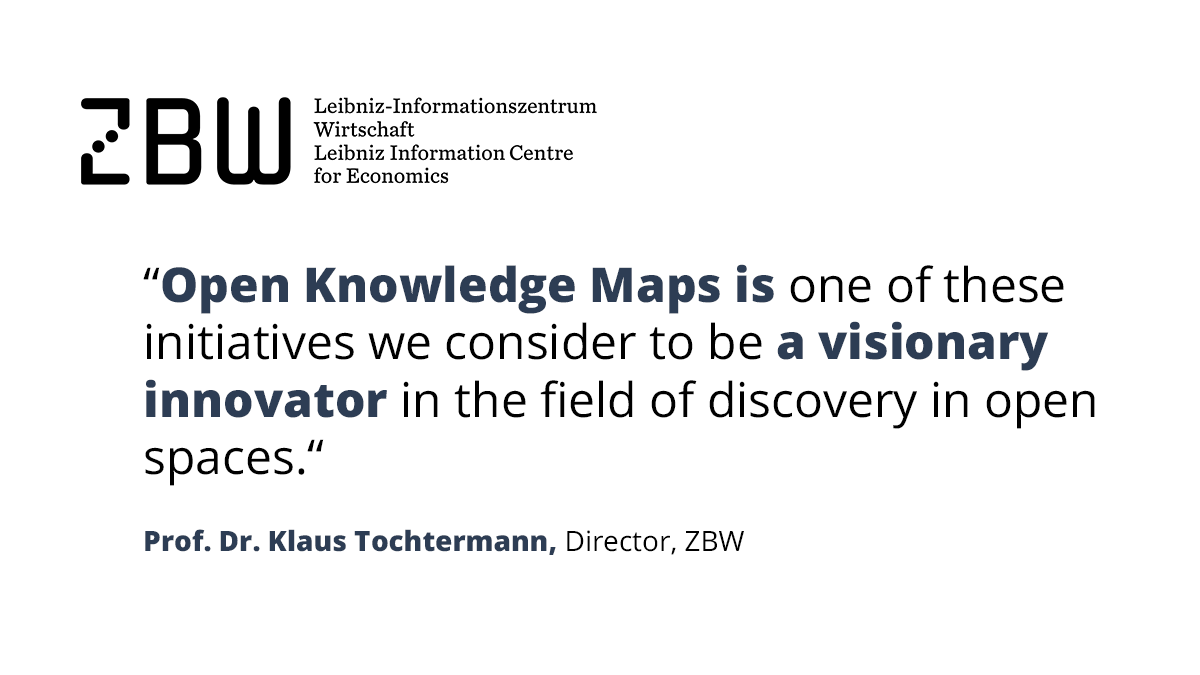 ZBW
Leibniz-Informationszentrum
Wirtschaft
Leibniz Information Centre
for Economics
“Open Knowledge Maps is one of these
initiatives we consider to be a visionary
innovator in the field of discovery in open
spaces.“
Prof. Dr. Klaus Tochtermann, Director, ZBW